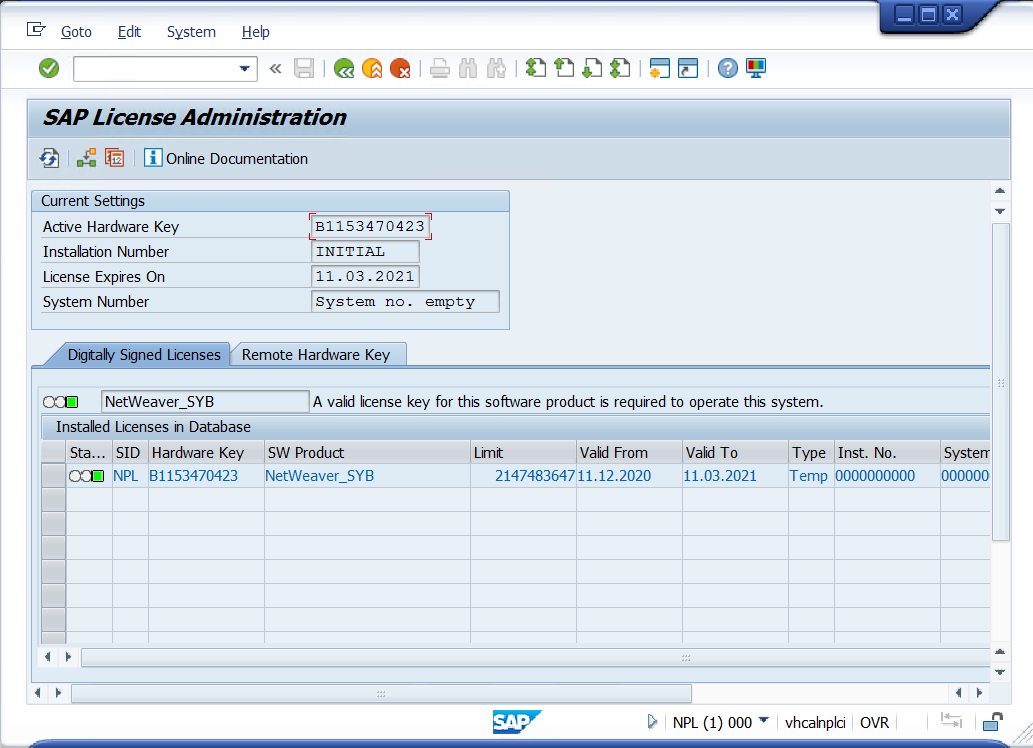 Goto Edit System Help
SAP License Administration
12 i Online Documentation
Current Settings
Active Hardware Key B1153470423
Installation Number INITIAL
License Expires On 11.03.2021
System Number System no. empty
Digitally Signed Licenses Remote Hardware Key
NetWeaver_SYB A valid license key for this software product is required to operate this system.
Installed Licenses in Database
Sta... SID Hardware Key SW Product Limit Valid From Valid To Type Inst. No. System
NPL B1153470423 NetWeaver_SYB 2147483647 11.12.2020 11.03.2021 Temp 0000000000 000000
SAP NPL (1) 000 vhcalnplci OVR